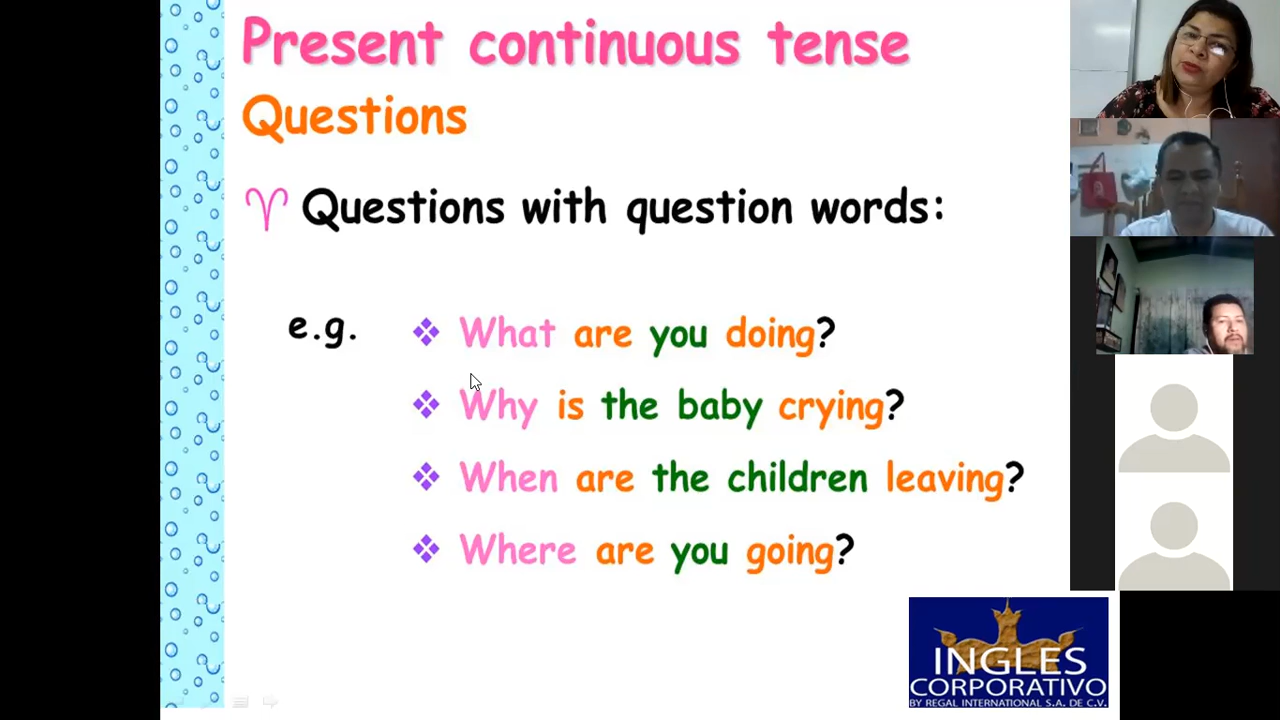 Present continuous tense
Questions
Questions with question words:
e.g.
What are you doing?
Why is the baby crying?
When are the children leaving?
Where are you going?
INGLES
CORPORATIVO
BY REGAL INTERNATIONAL S.A. DE C.V.